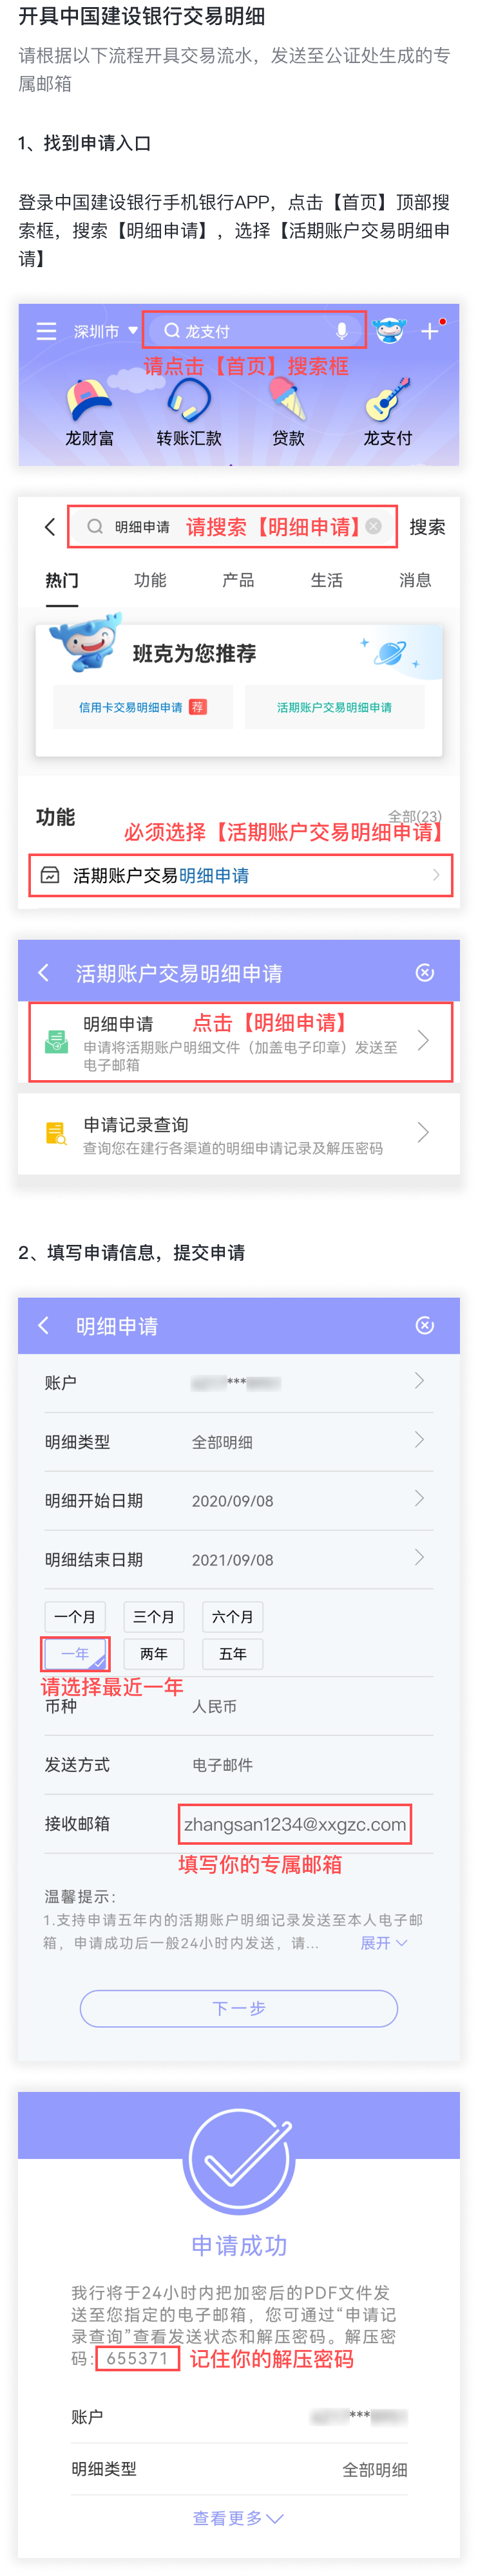 开具中国建设银行交易明细
请根据以下流程开具交易流水，发送至公证处生成的专
属邮箱
1、找到申请入口
登录中国建设银行手机银行APP，点击【首页】顶部搜
索框，搜索【明细申请】，选择【活期账户交易明细申
请】
深圳市 龙支付
请点击【首页】搜索框
龙财富 转账汇款 贷款 龙支付
明细申请 请搜索【明细申请】 搜索
热门 功能 产品 生活 消息
班克为您推荐
信用卡交易明细申请 荐 活期账户交易明细申请
功能 全部(23)
必须选择【活期账户交易明细申请】
活期账户交易明细申请
活期账户交易明细申请
明细申请 点击【明细申请】
申请将活期账户明细文件（加盖电子印章）发送至
电子邮箱
申请记录查询
查询您在建行各渠道的明细申请记录及解压密码
2、填写申请信息，提交申请
明细申请
账户 ***
明细类型 全部明细
明细开始日期 2020/09/08
明细结束日期 2021/09/08
一个月 三个月 六个月
一年 两年 五年
请选择最近一年
币种 人民币
发送方式 电子邮件
接收邮箱 zhangsan1234@xxgzc.com
填写你的专属邮箱
温馨提示：
1.支持申请五年内的活期账户明细记录发送至本人电子邮
箱，申请成功后一般24小时内发送，请... 展开
下一步
申请成功
我行将于24小时内把加密后的PDF文件发
送至您指定的电子邮箱，您可通过“申请记
录查询”查看发送状态和解压密码。解压密
码：655371 记住你的解压密码
账户 ***
明细类型 全部明细
查看更多